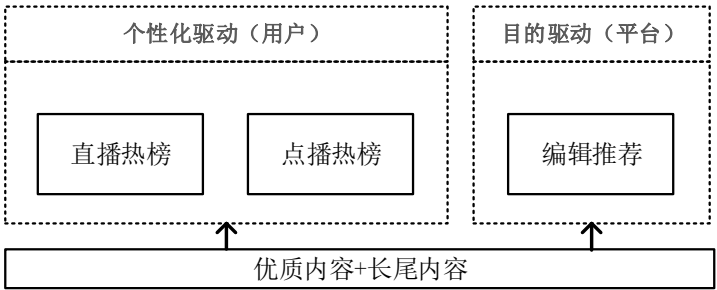 个性化驱动（用户）
目的驱动（平台）
直播热榜
点播热榜
编辑推荐
优质内容+长尾内容